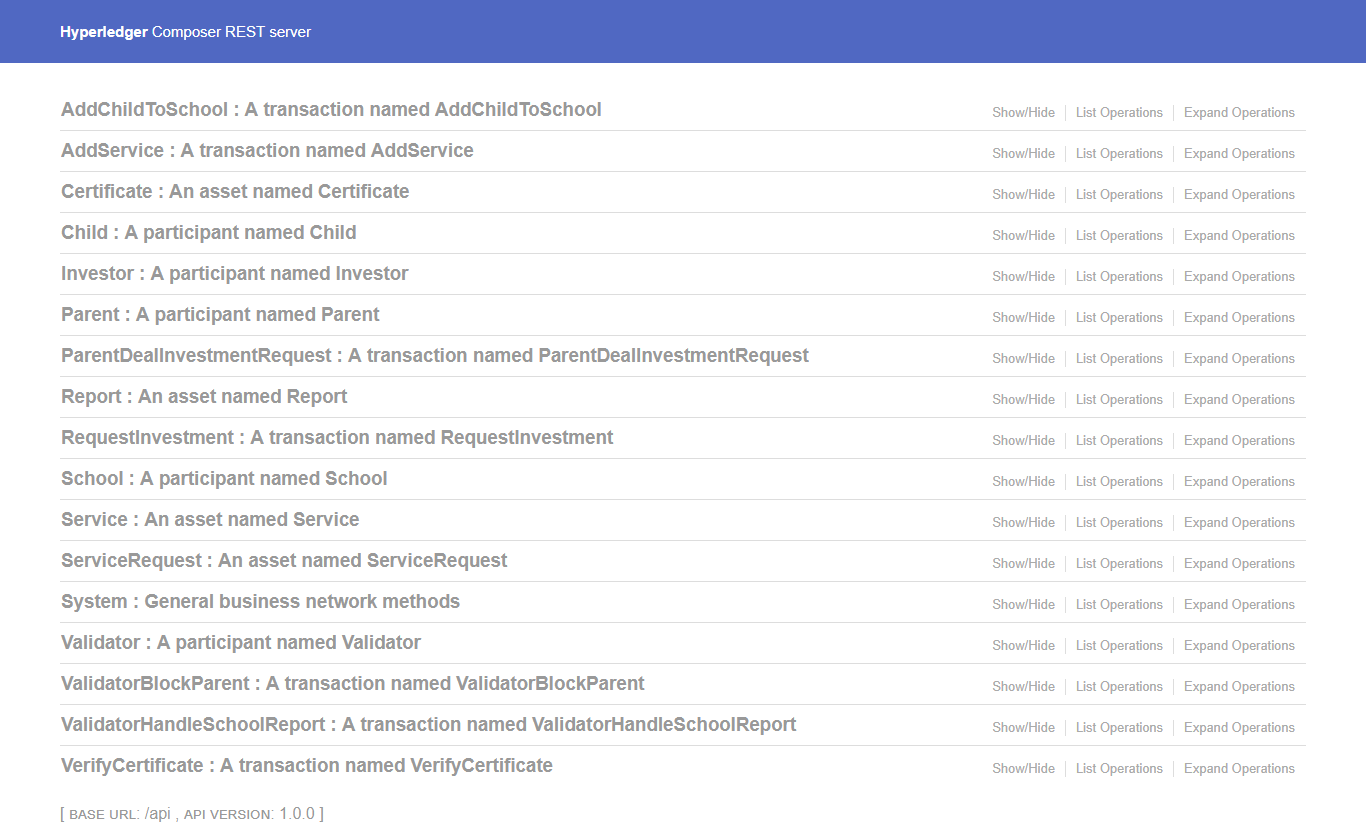 Hyperledger Composer REST server
AddChildToSchool : A transaction named AddChildToSchool Show/Hide List Operations Expand Operations
AddService : A transaction named AddService Show/Hide List Operations Expand Operations
Certificate : An asset named Certificate Show/Hide List Operations Expand Operations
Child : A participant named Child Show/Hide List Operations Expand Operations
Investor : A participant named Investor Show/Hide List Operations Expand Operations
Parent : A participant named Parent Show/Hide List Operations Expand Operations
ParentDealInvestmentRequest : A transaction named ParentDealInvestmentRequest Show/Hide List Operations Expand Operations
Report : An asset named Report Show/Hide List Operations Expand Operations
RequestInvestment : A transaction named RequestInvestment Show/Hide List Operations Expand Operations
School : A participant named School Show/Hide List Operations Expand Operations
Service : An asset named Service Show/Hide List Operations Expand Operations
ServiceRequest : An asset named ServiceRequest Show/Hide List Operations Expand Operations
System : General business network methods Show/Hide List Operations Expand Operations
Validator : A participant named Validator Show/Hide List Operations Expand Operations
ValidatorBlockParent : A transaction named ValidatorBlockParent Show/Hide List Operations Expand Operations
ValidatorHandleSchoolReport : A transaction named ValidatorHandleSchoolReport Show/Hide List Operations Expand Operations
VerifyCertificate : A transaction named VerifyCertificate Show/Hide List Operations Expand Operations
[ BASE URL: /api , API VERSION: 1.0.0 ]